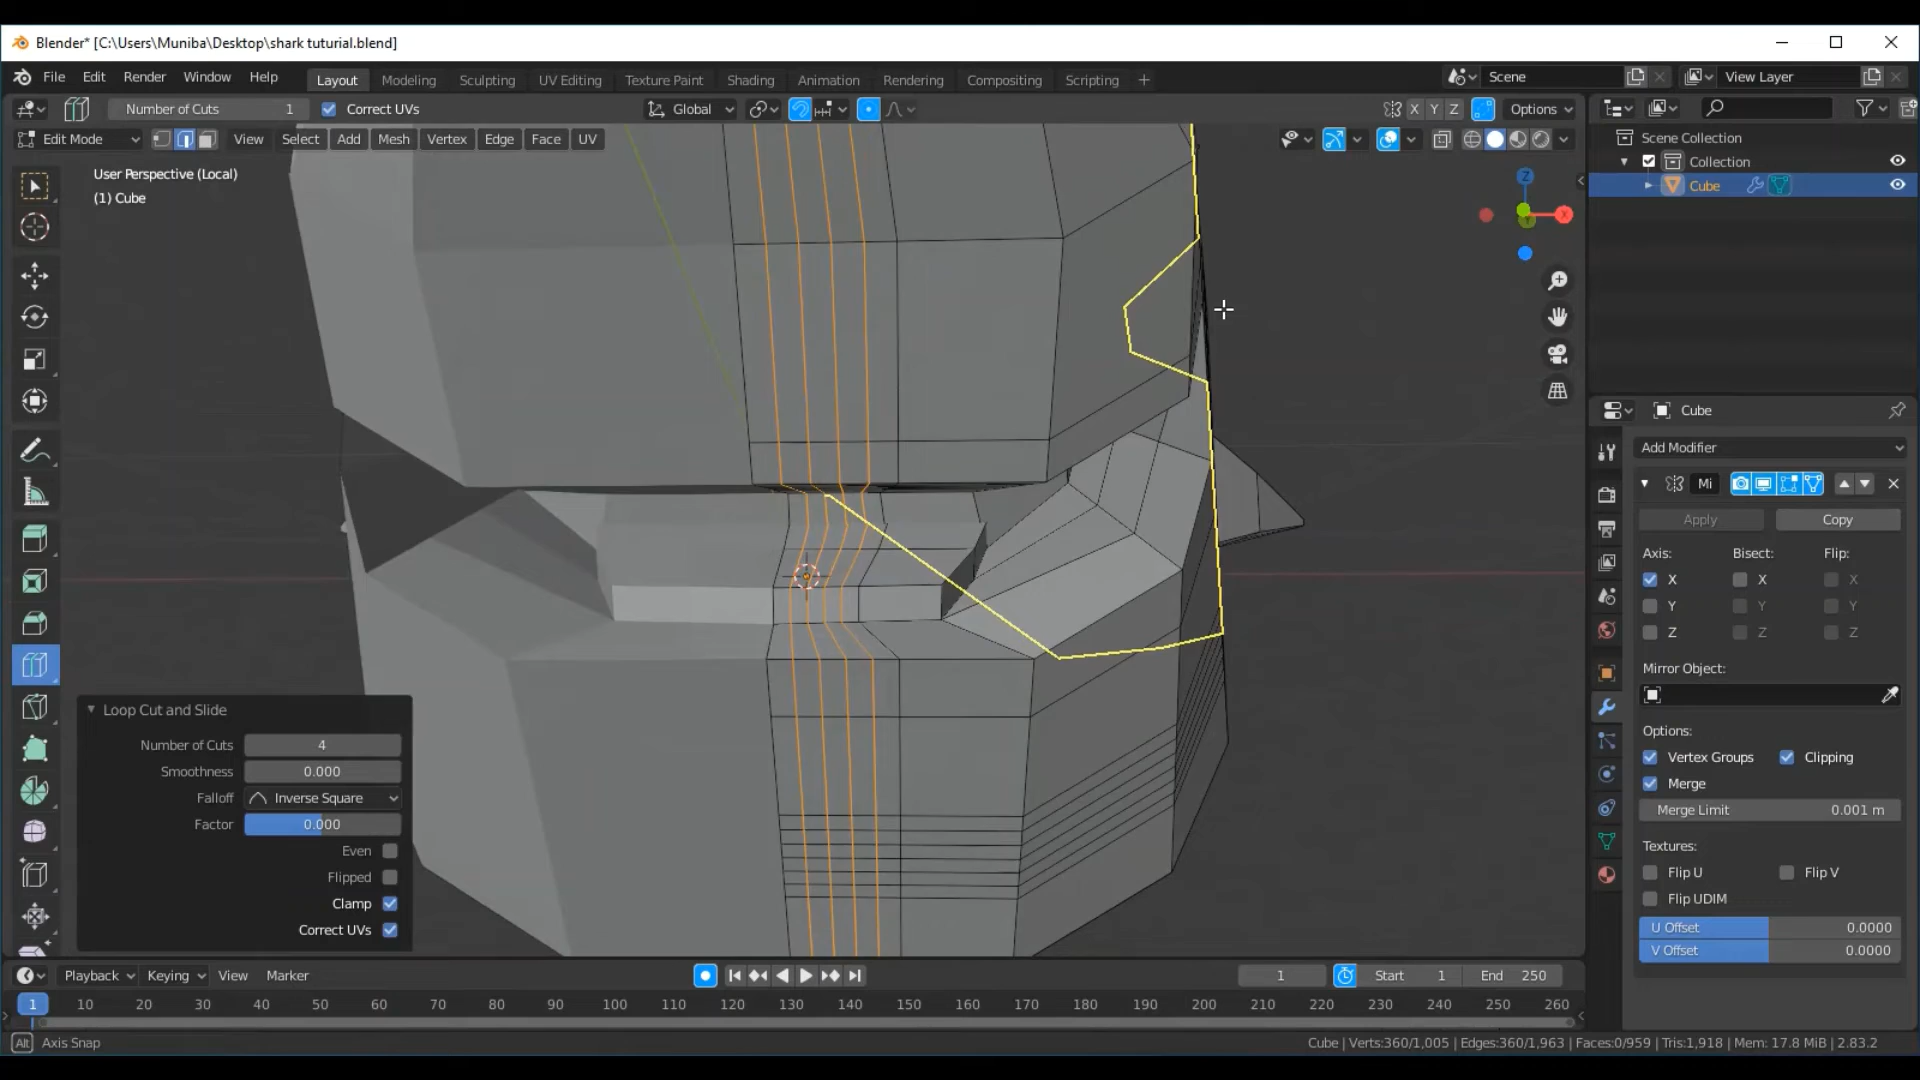 Blender* [C:\Users\Muniba\Desktop\shark tuturial.blend]
File Edit Render Window Help Layout Modeling Sculpting UV Editing Texture Paint Shading Animation Rendering Compositing Scripting + Scene View Layer
Number of Cuts 1 Correct UVs Global X Y Z Options
Edit Mode View Select Add Mesh Vertex Edge Face UV
User Perspective (Local)
(1) Cube
Z
X
Scene Collection
Collection
Cube
Cube
Add Modifier
Mi
Apply Copy
Axis: Bisect: Flip:
X X X
Y Y Y
Z Z Z
Mirror Object:
Options:
Vertex Groups Clipping
Merge
Merge Limit 0.001 m
Textures:
Flip U Flip V
Flip UDIM
U Offset 0.0000
V Offset 0.0000
Loop Cut and Slide
Number of Cuts 4
Smoothness 0.000
Falloff Inverse Square
Factor 0.000
Even
Flipped
Clamp
Correct UVs
Playback Keying View Marker 1 Start 1 End 250
1 10 20 30 40 50 60 70 80 90 100 110 120 130 140 150 160 170 180 190 200 210 220 230 240 250 260
Alt Axis Snap
Cube | Verts:360/1,005 | Edges:360/1,963 | Faces:0/959 | Tris:1,918 | Mem: 17.8 MiB | 2.83.2